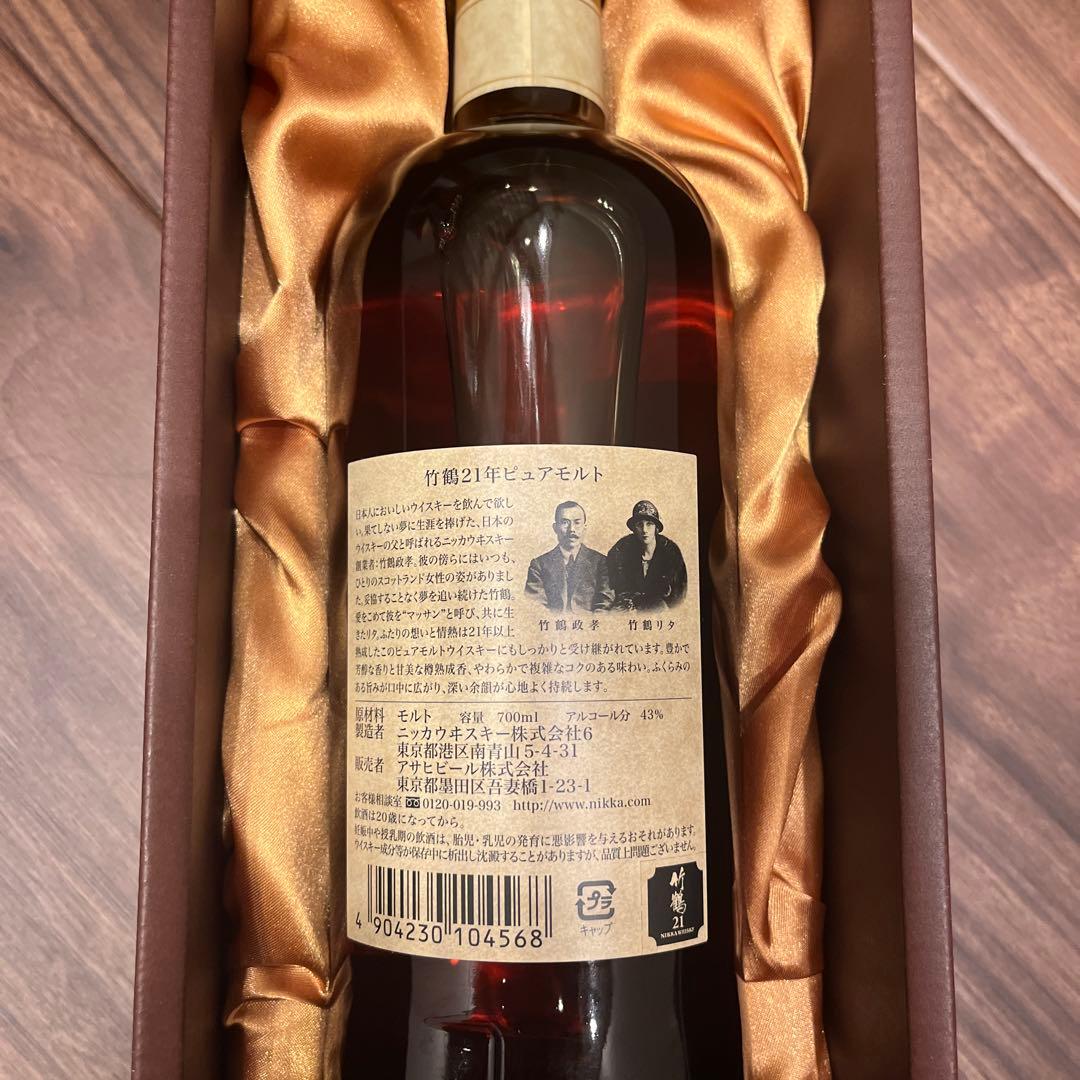 竹鶴21年ピュアモルト
日本人においしいウイスキーを飲んで欲し
い。果てしない夢に生涯を捧げた、日本の
ウイスキーの父と呼ばれるニッカウヰスキー
創業者:竹鶴政孝。彼の傍らにはいつも、
ひとりのスコットランド女性の姿がありまし
た。妥協することなく夢を追い続けた竹鶴。
愛をこめて彼を“マッサン”と呼び、共に生
きたリタ。ふたりの想いと情熱は21年以上
熟成したこのピュアモルトウイスキーにもしっかりと受け継がれています。豊かで
芳醇な香りと甘美な樽熟成香、やわらかで複雑なコクのある味わい。ふくらみの
ある旨みが口中に広がり、深い余韻が心地よく持続します。
竹鶴政孝 竹鶴リタ
原材料 モルト 容量 700ml アルコール分 43%
製造者 ニッカウヰスキー株式会社6
東京都港区南青山5-4-31
販売者 アサヒビール株式会社
東京都墨田区吾妻橋1-23-1
お客様相談室 0120-019-993 http://www.nikka.com
飲酒は20歳になってから。
妊娠中や授乳期の飲酒は、胎児・乳児の発育に悪影響を与えるおそれがあります。
ウイスキー成分等が保存中に析出し沈澱することがありますが、品質上問題ございません。
4 904230 104568
プラ
キャップ
竹鶴
21
NIKKA WHISKY